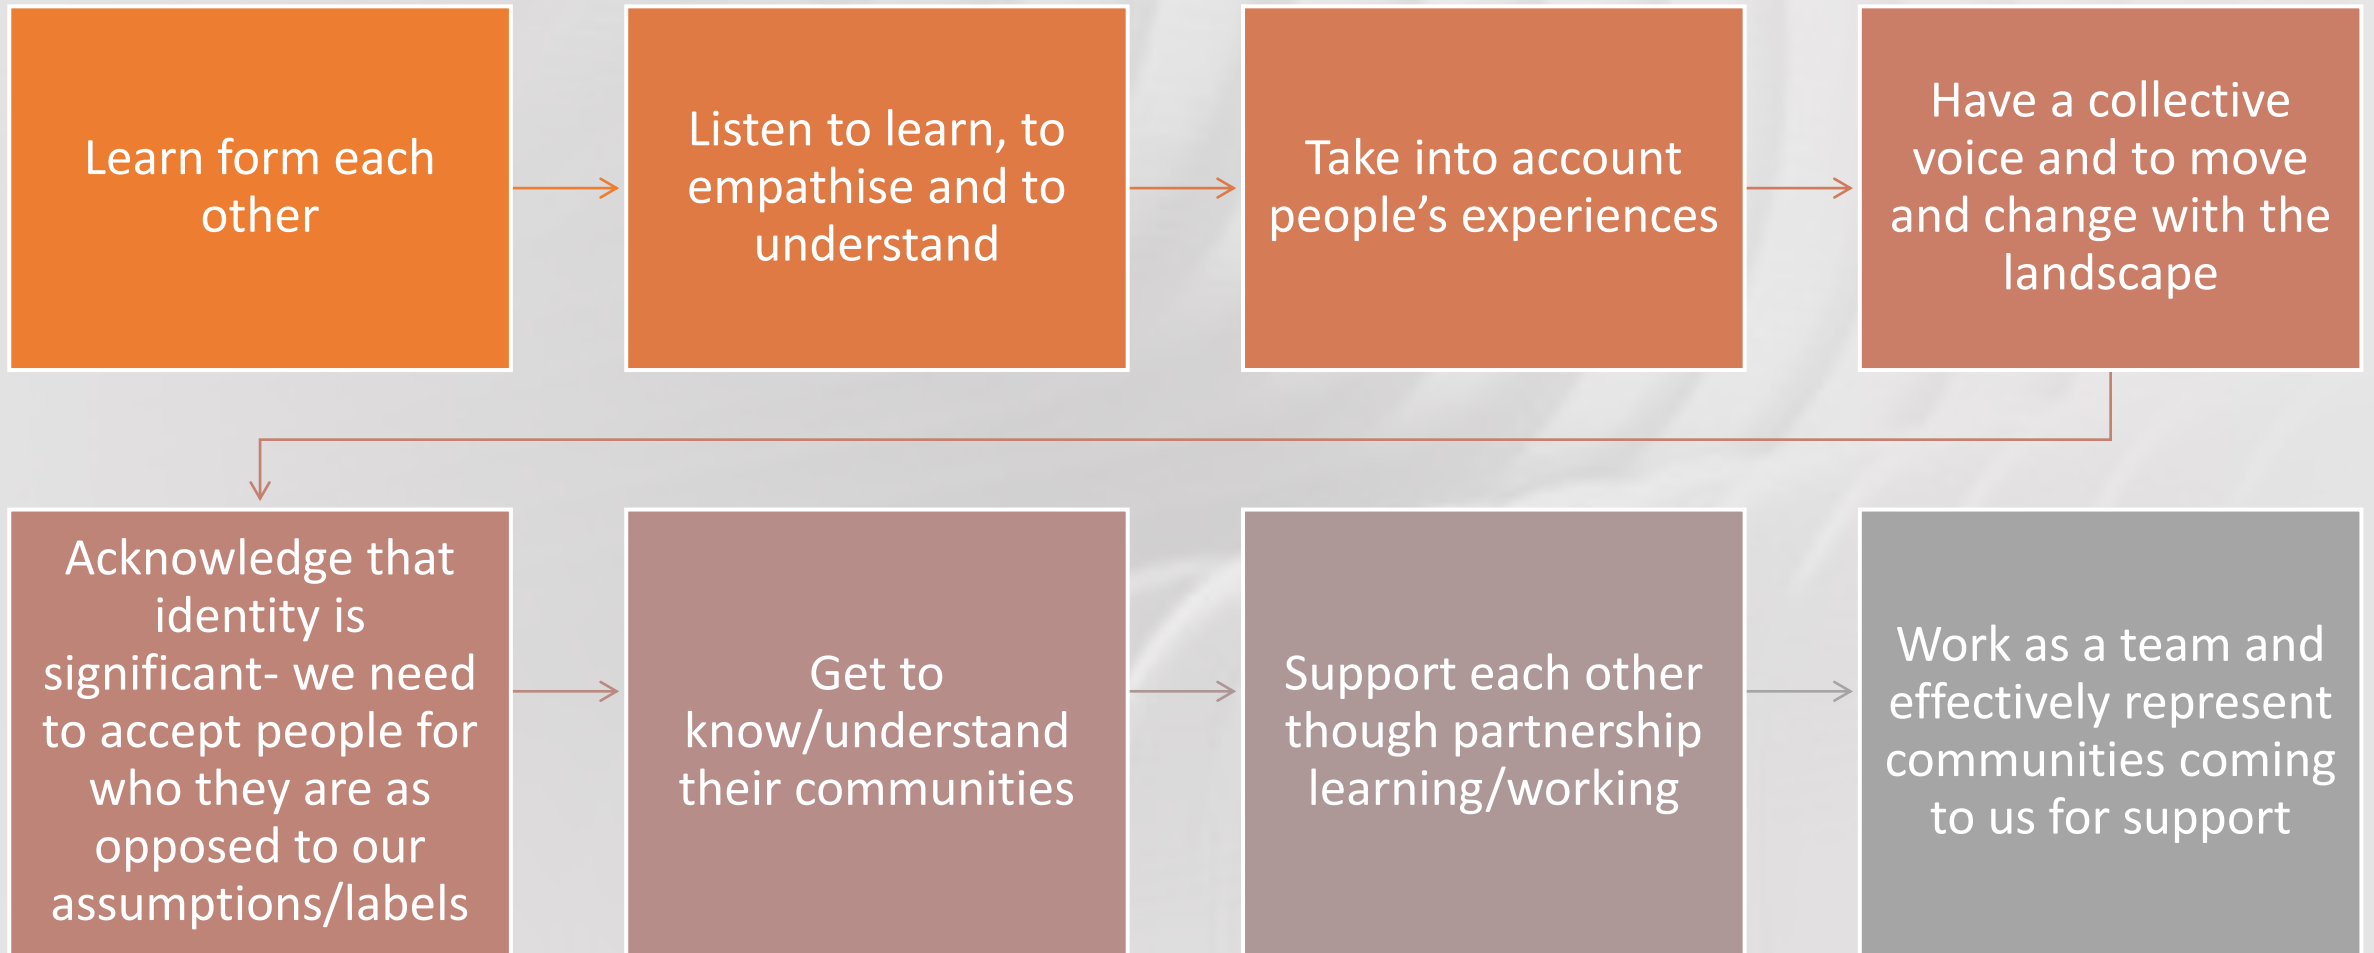 Learn form each
other
Listen to learn, to
empathise and to
understand
Take into account
people’s experiences
Have a collective
voice and to move
and change with the
landscape
Acknowledge that
identity is
significant- we need
to accept people for
who they are as
opposed to our
assumptions/labels
Get to
know/understand
their communities
Support each other
though partnership
learning/working
Work as a team and
effectively represent
communities coming
to us for support